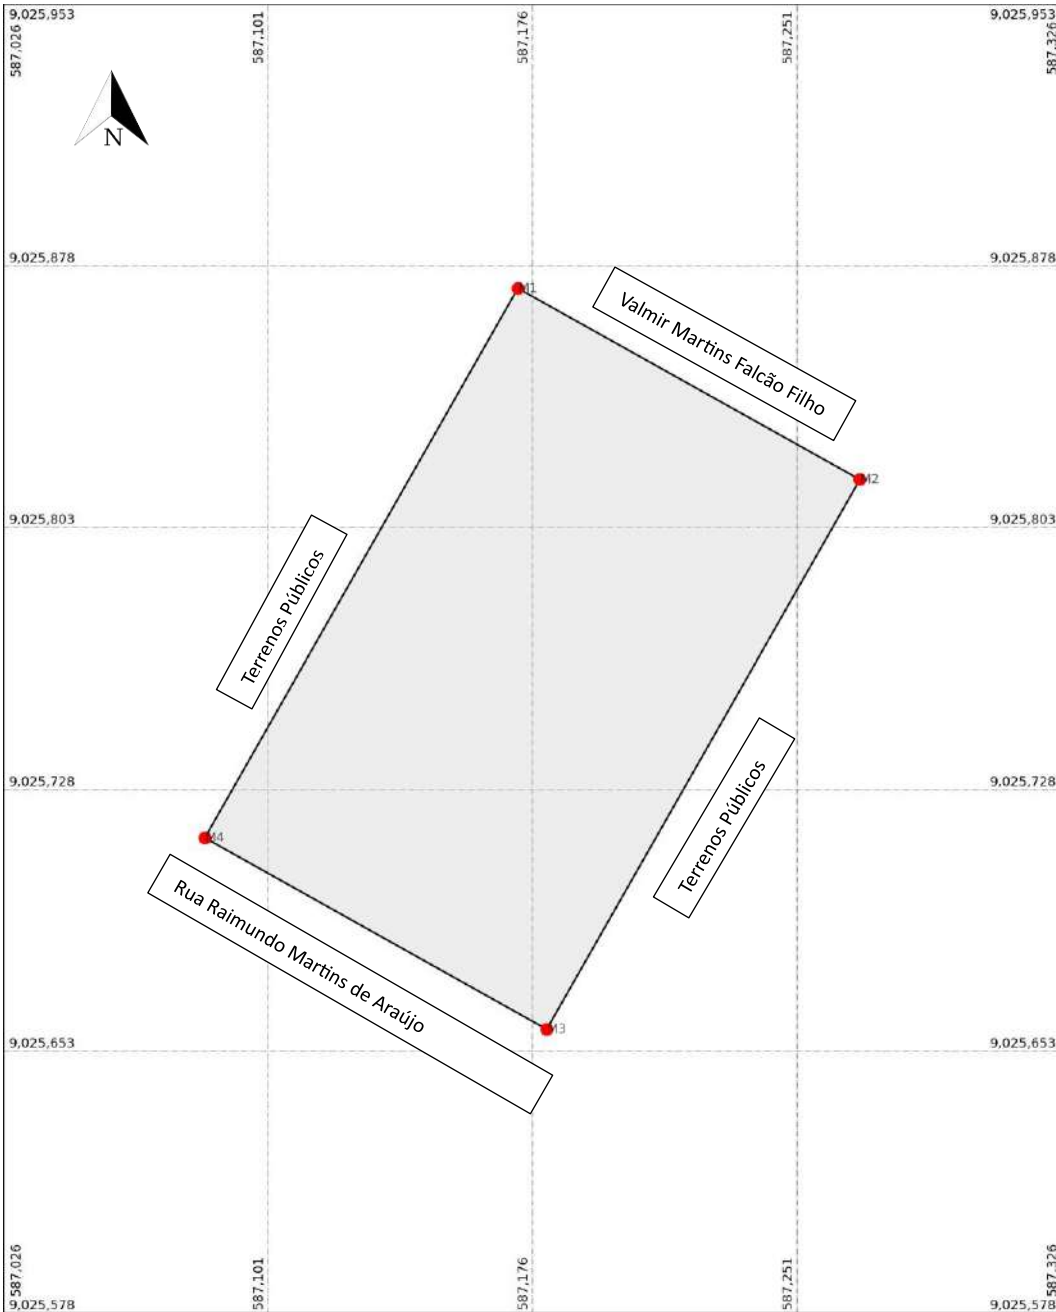 9,025,953
9,025,953
587,026
587,101
587,176
587,251
587,326
N
9,025,878
9,025,878
M1
Valmir Martins Falcão Filho
M2
9,025,803
9,025,803
Terrenos Públicos
Terrenos Públicos
9,025,728
9,025,728
M4
Rua Raimundo Martins de Araújo
M3
9,025,653
9,025,653
587,026
587,101
587,176
587,251
587,326
9,025,578
9,025,578